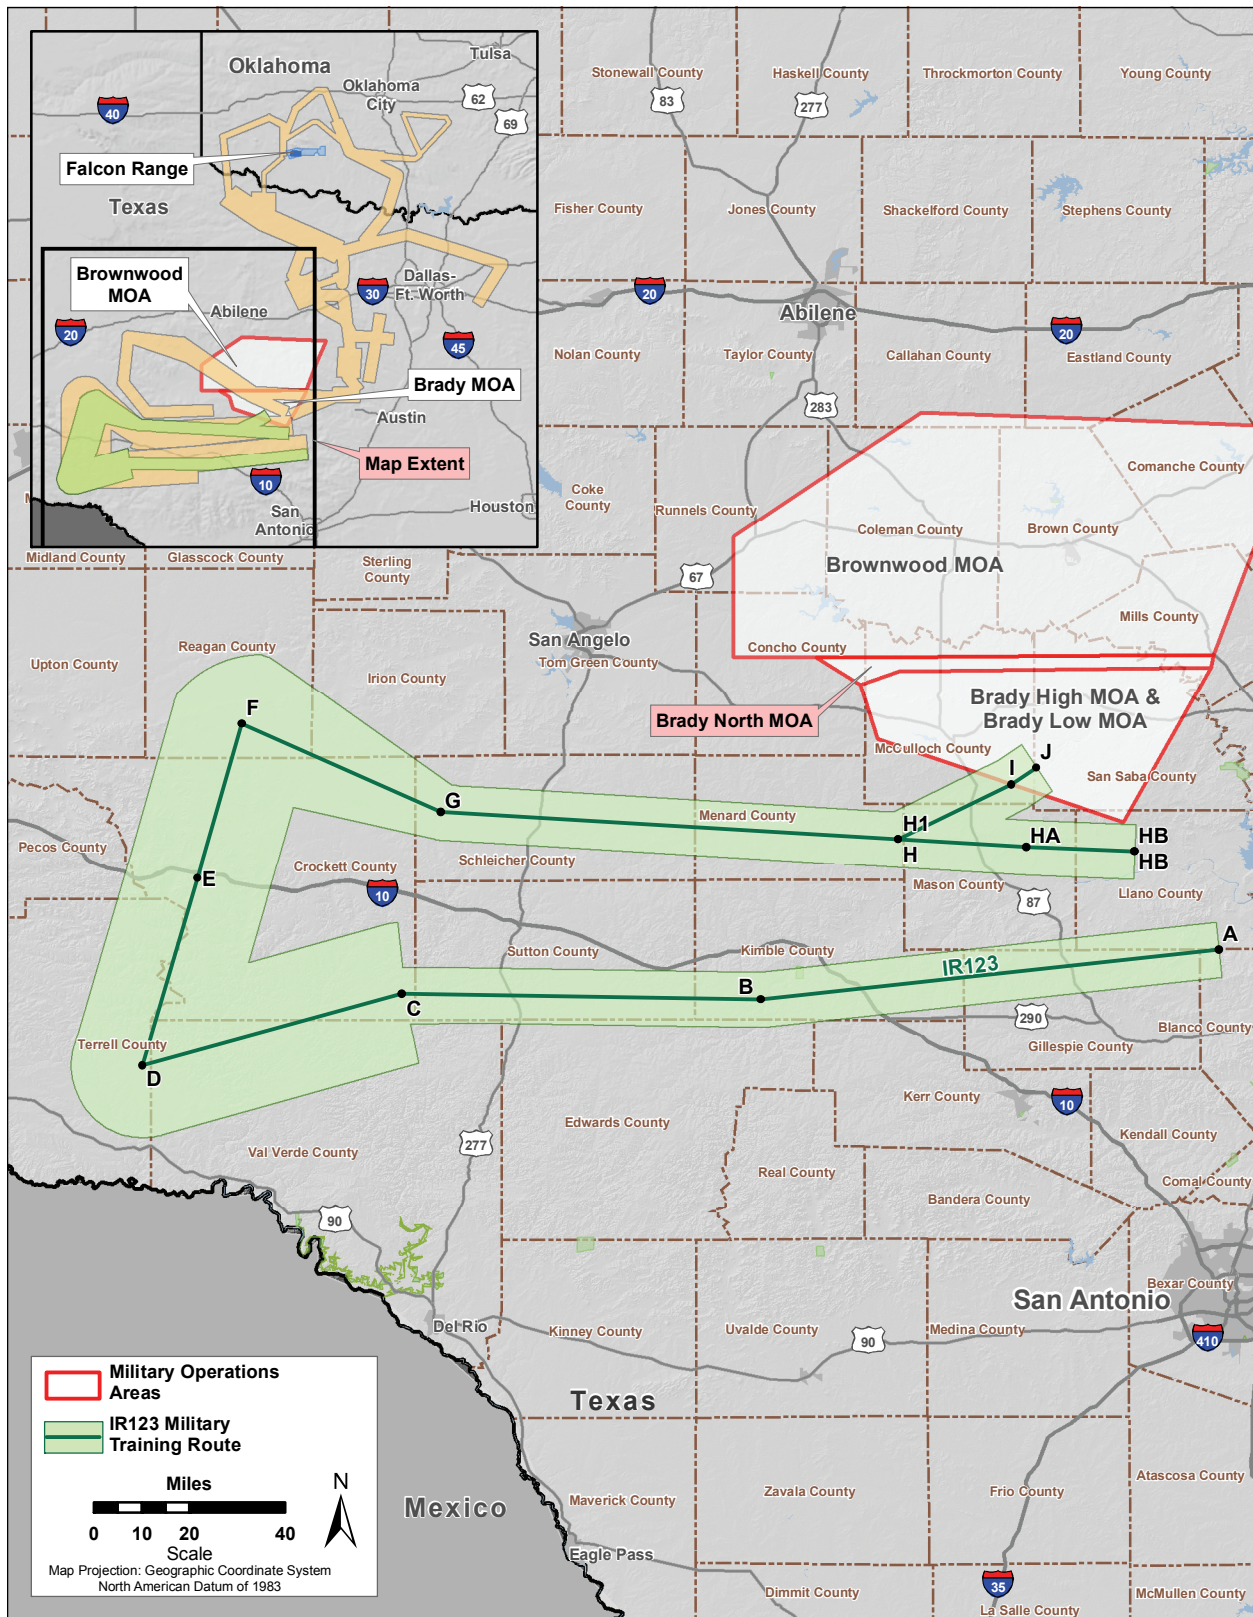 Oklahoma
Tulsa
Oklahoma
City
62
69
40
Falcon Range
Texas
Brownwood
MOA
Abilene
30
Dallas-
Ft. Worth
20
45
Brady MOA
Austin
Map Extent
10
San
Antonio
Houston
Stonewall County
Haskell County
Throckmorton County
Young County
83
277
Fisher County
Jones County
Shackelford County
Stephens County
20
Abilene
20
Nolan County
Taylor County
Callahan County
Eastland County
283
Comanche County
Coke
County
Runnels County
Coleman County
Brown County
Midland County
Glasscock County
Sterling
County
67
Brownwood MOA
Mills County
San Angelo
Reagan County
Concho County
Upton County
Tom Green County
Irion County
Brady High MOA &
Brady Low MOA
F
Brady North MOA
McCulloch County
J
I
San Saba County
G
Menard County
H1
HA
HB
Pecos County
H
HB
Schleicher County
Crockett County
E
Mason County
Llano County
10
87
A
Sutton County
Kimble County
IR123
C
B
290
Blanco County
Terrell County
Gillespie County
D
Kerr County
10
Edwards County
Kendall County
277
Val Verde County
Real County
Comal County
Bandera County
90
Bexar County
San Antonio
Del Rio
Kinney County
Uvalde County
90
Medina County
410
Military Operations
Areas
Texas
IR123 Military
Training Route
Miles
N
Atascosa County
Zavala County
Frio County
Mexico
Maverick County
0 10 20 40
Scale
Eagle Pass
Map Projection: Geographic Coordinate System
North American Datum of 1983
35
Dimmit County
McMullen County
La Salle County